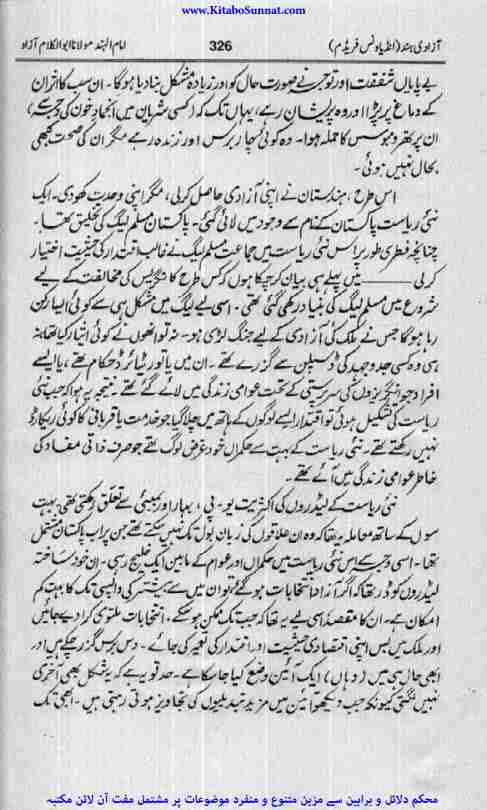 www.KitaboSunnat.com
آزادی ہند (انڈیا ونس فریڈم)
326
امام الہند مولانا ابوالکلام آزاد
بے پایاں شفقت اور توجہ نے صورت حال کو اور زیادہ مشکل بنا دیا ہوگا۔ ان سب کا اثر ان
کے دماغ پر پڑا اور وہ پریشان رہے، یہاں تک کہ (کسی شریان میں انجماد خون کی وجہ سے)
ان پر تھرومبوسس کا حملہ ہوا۔ وہ کوئی چار برس اور زندہ رہے مگر ان کی صحت کبھی
بحال نہیں ہوئی۔
اس طرح، ہندستان نے اپنی آزادی حاصل کر لی، مگر اپنی وحدت کھو دی۔ ایک
نئی ریاست پاکستان کے نام سے وجود میں لائی گئی۔ پاکستان مسلم لیگ کی تخلیق تھا۔
چنانچہ فطری طور پر اس نئی ریاست میں جماعت مسلم لیگ نے غالب اقتدار کی حیثیت اختیار
کر لی ——— میں پہلے ہی بیان کر چکا ہوں کہ کس طرح کانگریس کی مخالفت کے لیے
شروع میں مسلم لیگ کی بنیاد رکھی گئی تھی۔ اسی لیے لیگ میں مشکل ہی سے کوئی ایسا رکن
رہا ہوگا جس نے ملک کی آزادی کے لیے جنگ لڑی ہو۔ نہ تو انھوں نے کوئی ایثار کیا تھا نہ
ہی وہ کسی جدوجہد کی ڈسپلن سے گزرے تھے۔ ان میں یا تو ریٹائرڈ حکام تھے، یا ایسے
افراد جو انگریزوں کی سرپرستی کے تحت عوامی زندگی میں لائے گئے تھے۔ نتیجہ یہ ہوا کہ جب نئی
ریاست کی تشکیل ہوئی تو اقتدار ایسے لوگوں کے ہاتھ میں چلا گیا جو خدمت یا قربانی کا کوئی ریکارڈ
نہیں رکھتے تھے۔ نئی ریاست کے بہت سے حکمراں خود غرض لوگ تھے جو صرف ذاتی مفاد کی
خاطر عوامی زندگی میں آئے تھے۔
نئی ریاست کے لیڈروں کی اکثریت یو۔پی، بہار اور بمبئی سے تعلق رکھتی تھی بہت
سوں کے ساتھ معاملہ یہ تھا کہ وہ ان علاقوں کی زبان بول تک نہیں سکتے تھے جن پر اب پاکستان مشتمل
تھا۔ اسی وجہ سے اس نئی ریاست میں حکمراں اور عوام کے مابین ایک خلیج رہی۔ ان خود ساختہ
لیڈروں کو ڈر تھا کہ اگر آزاد انتخابات ہو گئے تو ان میں سے بیشتر کی واپسی تک کا بہت کم
امکان ہے۔ ان کا مقصد اسی لیے یہ تھا کہ جب تک ممکن ہو سکے، انتخابات ملتوی کرا دیے جائیں
اور ملک میں بس اپنی اقتصادی حیثیت اور اقتدار کی تعمیر کی جائے۔ دس برس گزر چکے ہیں اور
ابھی حال ہی میں (وہاں) ایک آئین وضع کیا جا سکا ہے۔ حد تو یہ ہے کہ یہ شکل بھی آخری
نہیں لگتی کیونکہ جب دیکھو آئین میں مزید تبدیلیوں کی تجاویز ہوتی رہتی ہیں۔ ابھی تک
محکم دلائل و براہین سے مزین متنوع و منفرد موضوعات پر مشتمل مفت آن لائن مکتبہ